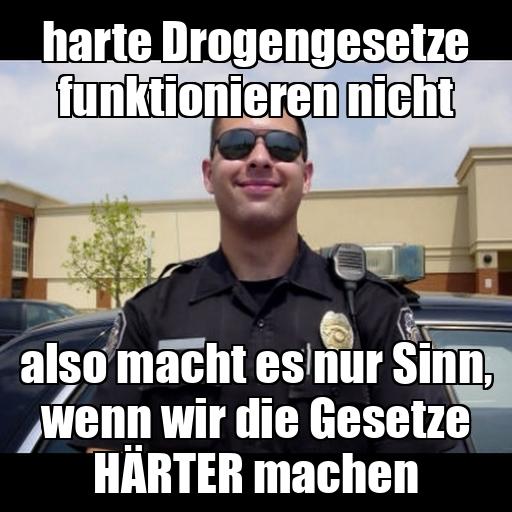 harte Drogengesetze
funktionieren nicht
also macht es nur Sinn,
wenn wir die Gesetze
HÄRTER machen